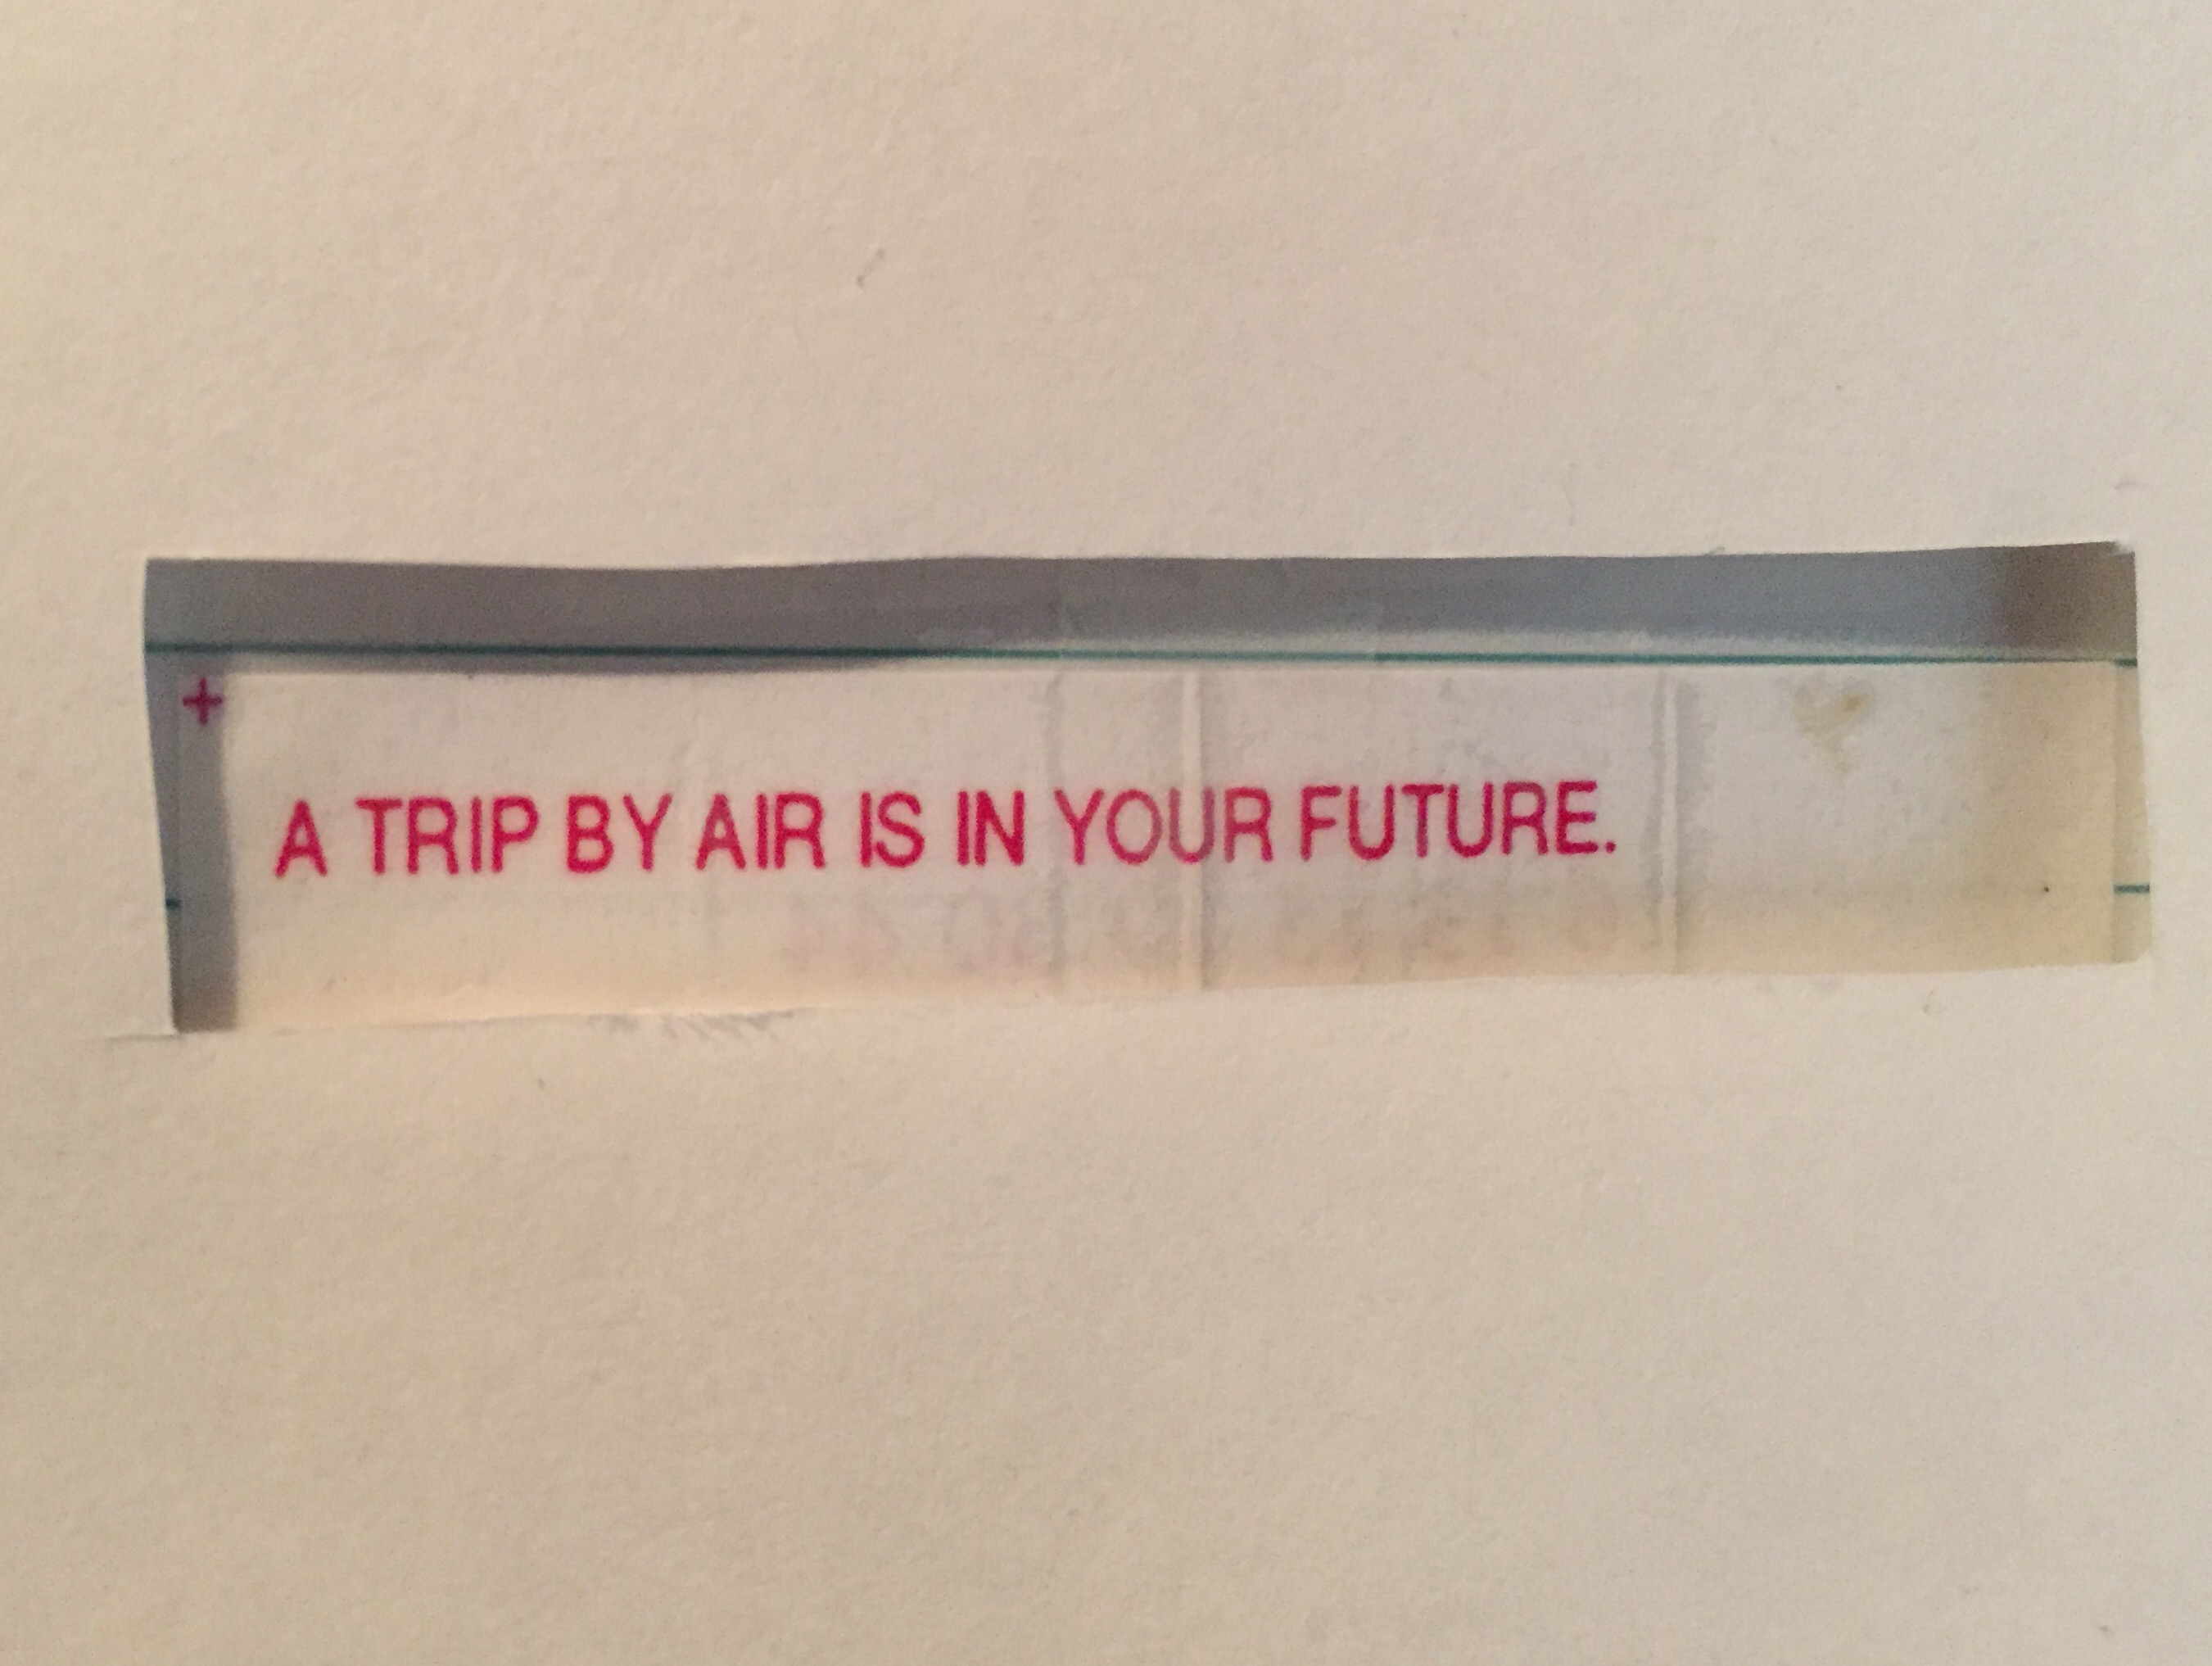 +
A TRIP BY AIR IS IN YOUR FUTURE.